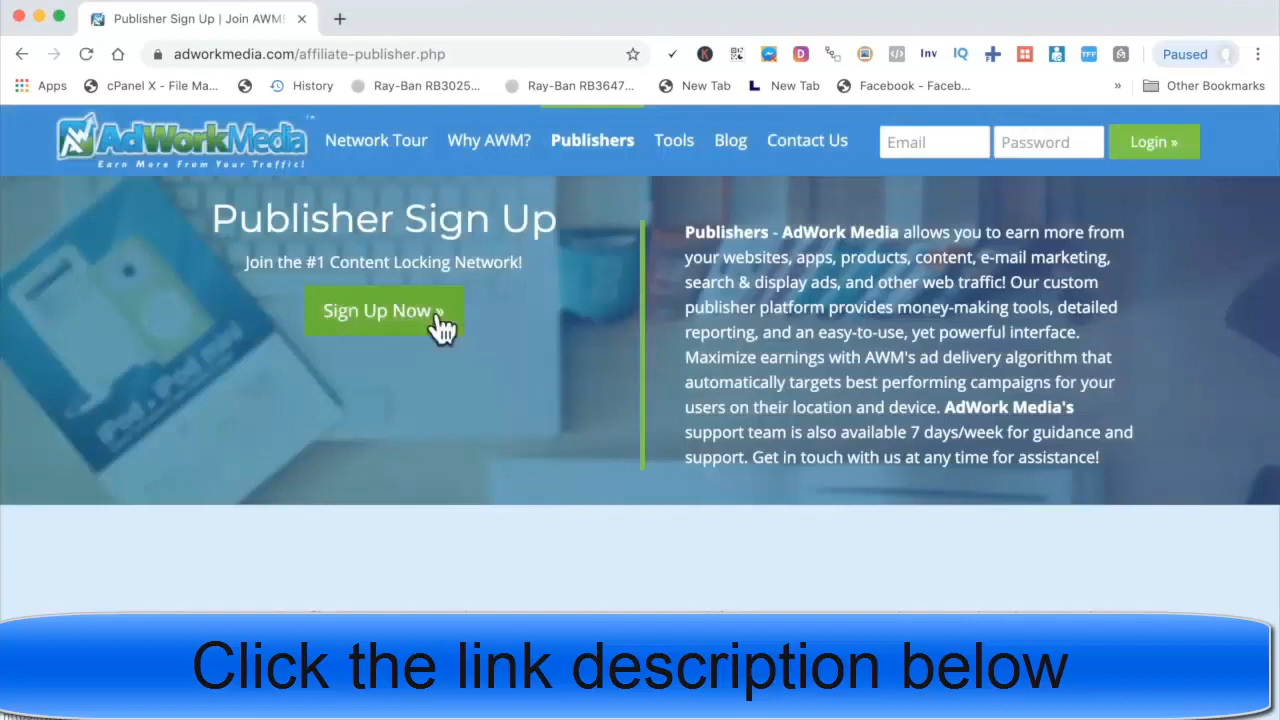 Publisher Sign Up | Join AWM!
adworkmedia.com/affiliate-publisher.php
Inv
IQ
TFF
Paused
Apps
cPanel X - File Ma...
History
Ray-Ban RB3025...
Ray-Ban RB3647...
New Tab
New Tab
Facebook - Faceb...
»
Other Bookmarks
AdWorkMedia™
Earn More From Your Traffic!
Network Tour
Why AWM?
Publishers
Tools
Blog
Contact Us
Email
Password
Login »
Publisher Sign Up
Join the #1 Content Locking Network!
Sign Up Now »
Publishers - AdWork Media allows you to earn more from
your websites, apps, products, content, e-mail marketing,
search & display ads, and other web traffic! Our custom
publisher platform provides money-making tools, detailed
reporting, and an easy-to-use, yet powerful interface.
Maximize earnings with AWM's ad delivery algorithm that
automatically targets best performing campaigns for your
users on their location and device. AdWork Media's
support team is also available 7 days/week for guidance and
support. Get in touch with us at any time for assistance!
Click the link description below